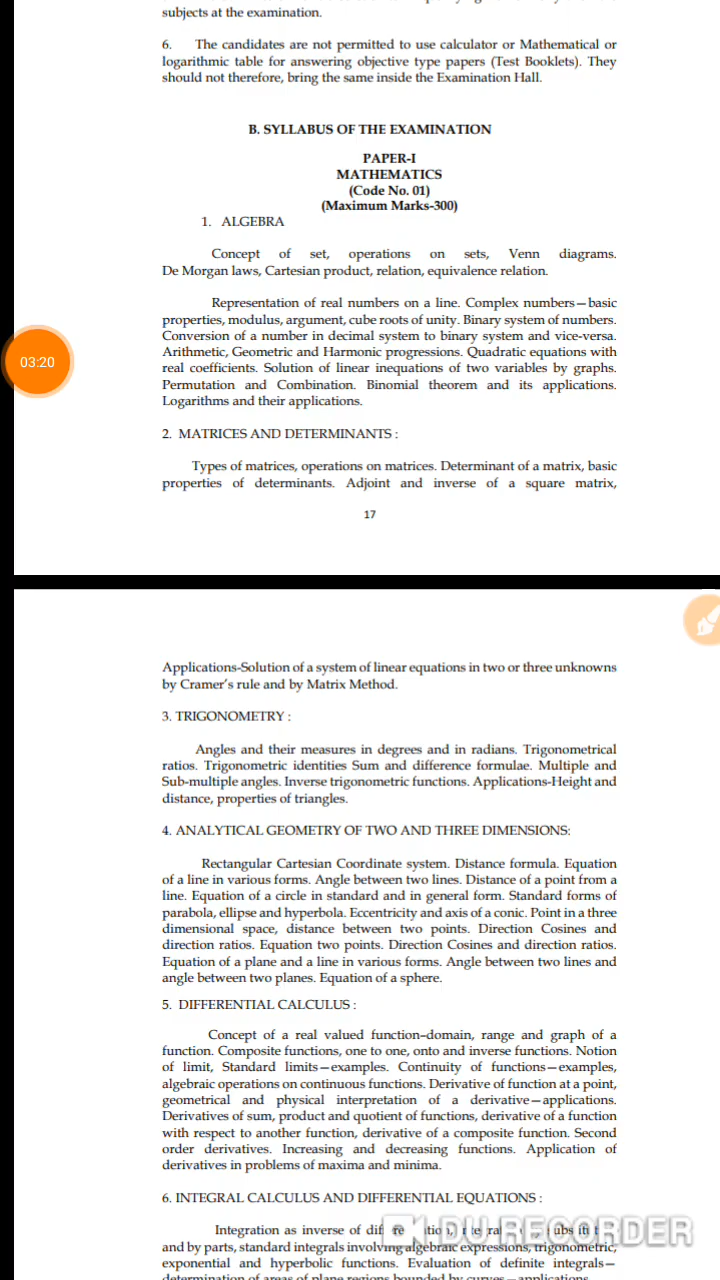 subjects at the examination.
6. The candidates are not permitted to use calculator or Mathematical or
logarithmic table for answering objective type papers (Test Booklets). They
should not therefore, bring the same inside the Examination Hall.
B. SYLLABUS OF THE EXAMINATION
PAPER-I
MATHEMATICS
(Code No. 01)
(Maximum Marks-300)
1. ALGEBRA
Concept of set, operations on sets, Venn diagrams.
De Morgan laws, Cartesian product, relation, equivalence relation.
Representation of real numbers on a line. Complex numbers—basic
properties, modulus, argument, cube roots of unity. Binary system of numbers.
Conversion of a number in decimal system to binary system and vice-versa.
03:20
Arithmetic, Geometric and Harmonic progressions. Quadratic equations with
real coefficients. Solution of linear inequations of two variables by graphs.
Permutation and Combination. Binomial theorem and its applications.
Logarithms and their applications.
2. MATRICES AND DETERMINANTS :
Types of matrices, operations on matrices. Determinant of a matrix, basic
properties of determinants. Adjoint and inverse of a square matrix,
17
Applications-Solution of a system of linear equations in two or three unknowns
by Cramer's rule and by Matrix Method.
3. TRIGONOMETRY :
Angles and their measures in degrees and in radians. Trigonometrical
ratios. Trigonometric identities Sum and difference formulae. Multiple and
Sub-multiple angles. Inverse trigonometric functions. Applications-Height and
distance, properties of triangles.
4. ANALYTICAL GEOMETRY OF TWO AND THREE DIMENSIONS:
Rectangular Cartesian Coordinate system. Distance formula. Equation
of a line in various forms. Angle between two lines. Distance of a point from a
line. Equation of a circle in standard and in general form. Standard forms of
parabola, ellipse and hyperbola. Eccentricity and axis of a conic. Point in a three
dimensional space, distance between two points. Direction Cosines and
direction ratios. Equation two points. Direction Cosines and direction ratios.
Equation of a plane and a line in various forms. Angle between two lines and
angle between two planes. Equation of a sphere.
5. DIFFERENTIAL CALCULUS :
Concept of a real valued function–domain, range and graph of a
function. Composite functions, one to one, onto and inverse functions. Notion
of limit, Standard limits—examples. Continuity of functions—examples,
algebraic operations on continuous functions. Derivative of function at a point,
geometrical and physical interpretation of a derivative—applications.
Derivatives of sum, product and quotient of functions, derivative of a function
with respect to another function, derivative of a composite function. Second
order derivatives. Increasing and decreasing functions. Application of
derivatives in problems of maxima and minima.
6. INTEGRAL CALCULUS AND DIFFERENTIAL EQUATIONS :
Integration as inverse of
DU RECORDER
and by parts, standard integrals involving algebraic expressions, trigonometric,
exponential and hyperbolic functions. Evaluation of definite integrals—
determination of areas of plane regions bounded by curves—applications.